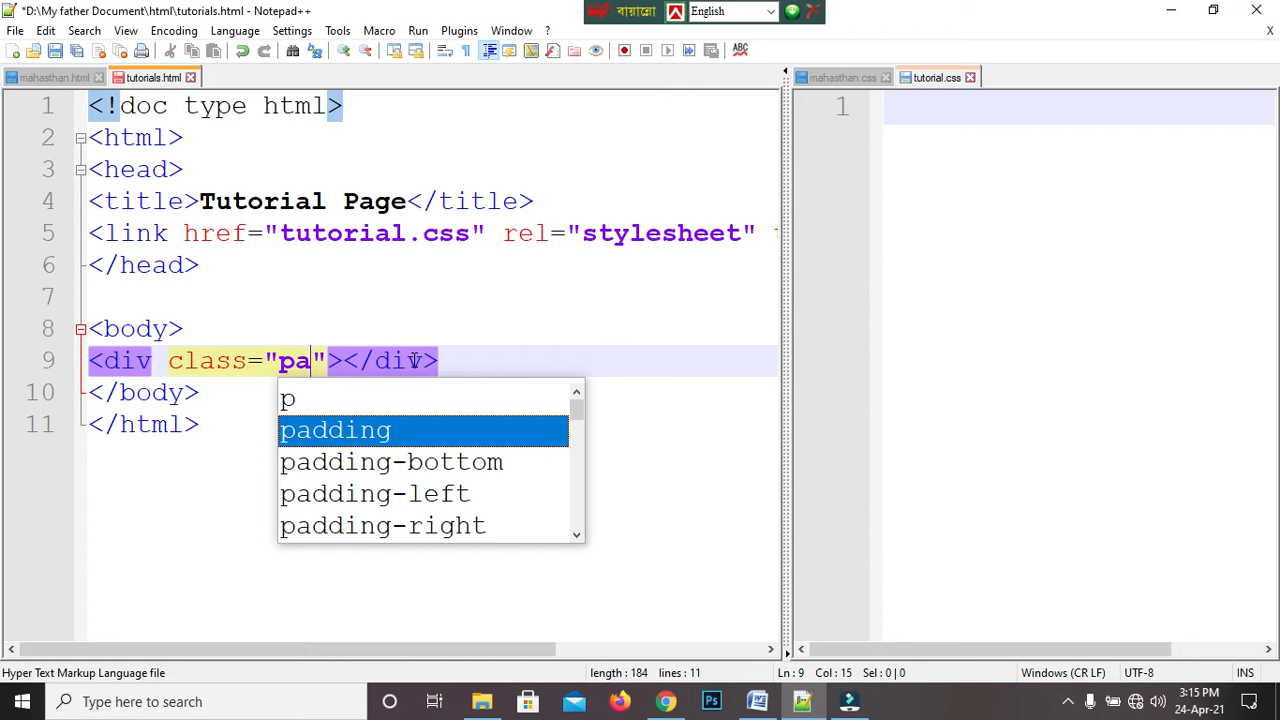 *D:\My father Document\html\tutorials.html - Notepad++
বায়ান্নো
English
File Edit Search View Encoding Language Settings Tools Macro Run Plugins Window ?
X
mahasthan.html
tutorials.html
mahasthan.css
tutorial.css
1 <!doc type html>
2 <html>
3 <head>
4 <title>Tutorial Page</title>
5 <link href="tutorial.css" rel="stylesheet" t
6 </head>
7
8 <body>
9 <div class="pa"></div>
10 </body>
11 </html>
p
padding
padding-bottom
padding-left
padding-right
1
Hyper Text Markup Language file
length : 184 lines : 11
Ln : 9 Col : 15 Sel : 0 | 0
Windows (CR LF)
UTF-8
INS
Type here to search
3:15 PM
24-Apr-21